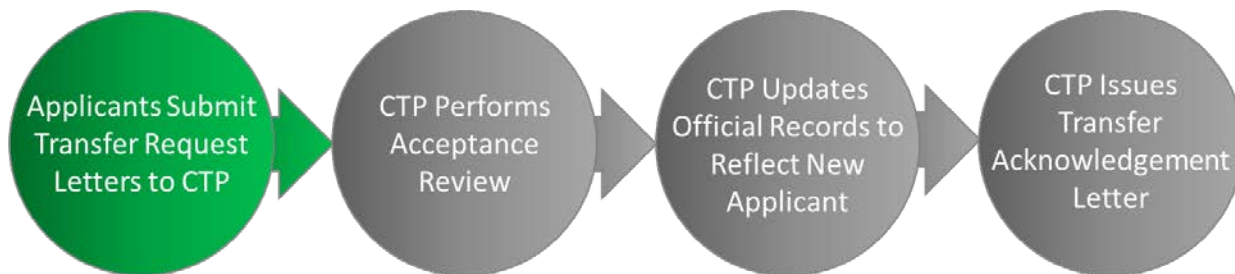 Applicants Submit
Transfer Request
Letters to CTP
CTP Performs
Acceptance
Review
CTP Updates
Official Records to
Reflect New
Applicant
CTP Issues
Transfer
Acknowledgement
Letter